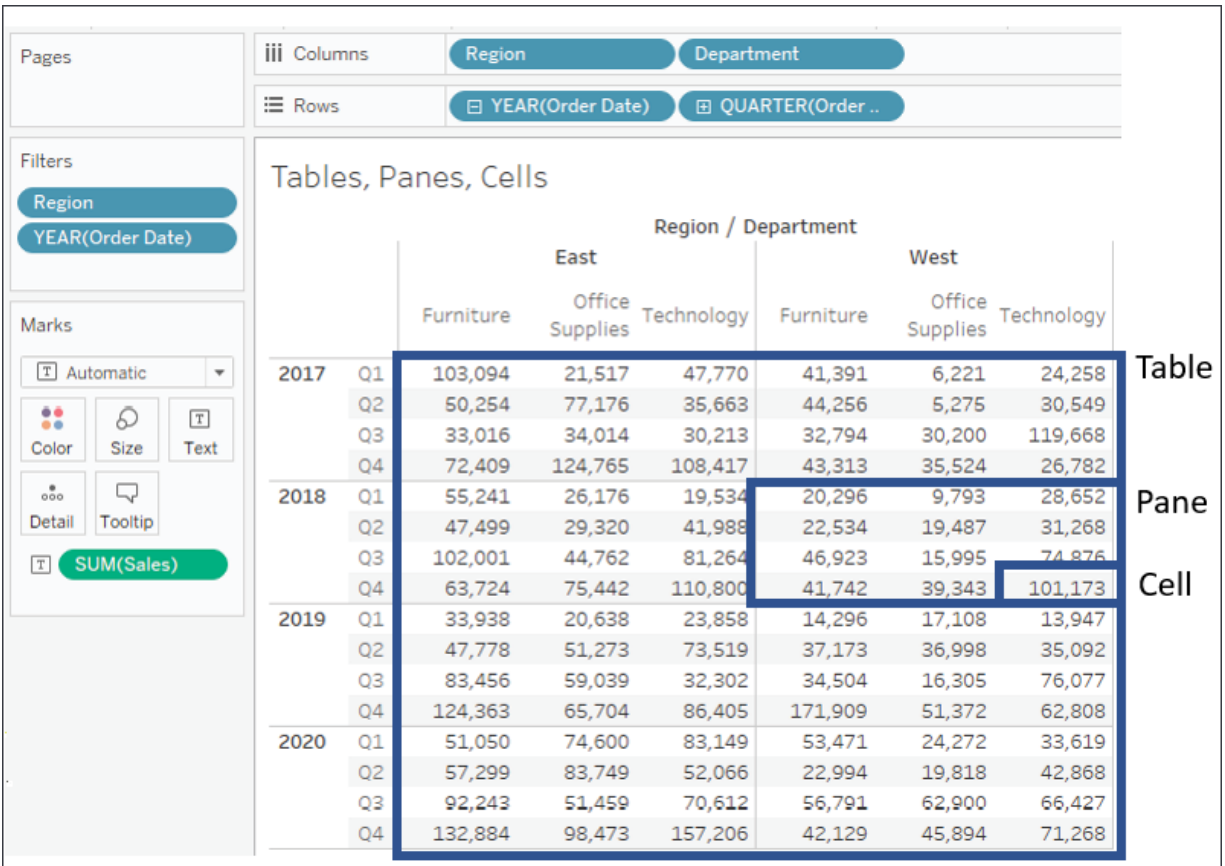 Pages
iii Columns Region Department
Rows YEAR(Order Date) QUARTER(Order ..
Filters
Region
YEAR(Order Date)
Marks
T Automatic
Color Size T Text
Detail Tooltip
T SUM(Sales)
Tables, Panes, Cells
Region / Department
East West
Furniture Office Supplies Technology Furniture Office Supplies Technology
2017 Q1 103,094 21,517 47,770 41,391 6,221 24,258 Table
Q2 50,254 77,176 35,663 44,256 5,275 30,549
Q3 33,016 34,014 30,213 32,794 30,200 119,668
Q4 72,409 124,765 108,417 43,313 35,524 26,782
2018 Q1 55,241 26,176 19,534 20,296 9,793 28,652 Pane
Q2 47,499 29,320 41,988 22,534 19,487 31,268
Q3 102,001 44,762 81,264 46,923 15,995 74,876
Q4 63,724 75,442 110,800 41,742 39,343 101,173 Cell
2019 Q1 33,938 20,638 23,858 14,296 17,108 13,947
Q2 47,778 51,273 73,519 37,173 36,998 35,092
Q3 83,456 59,039 32,302 34,504 16,305 76,077
Q4 124,363 65,704 86,405 171,909 51,372 62,808
2020 Q1 51,050 74,600 83,149 53,471 24,272 33,619
Q2 57,299 83,749 52,066 22,994 19,818 42,868
Q3 92,243 51,459 70,612 56,791 62,900 66,427
Q4 132,884 98,473 157,206 42,129 45,894 71,268